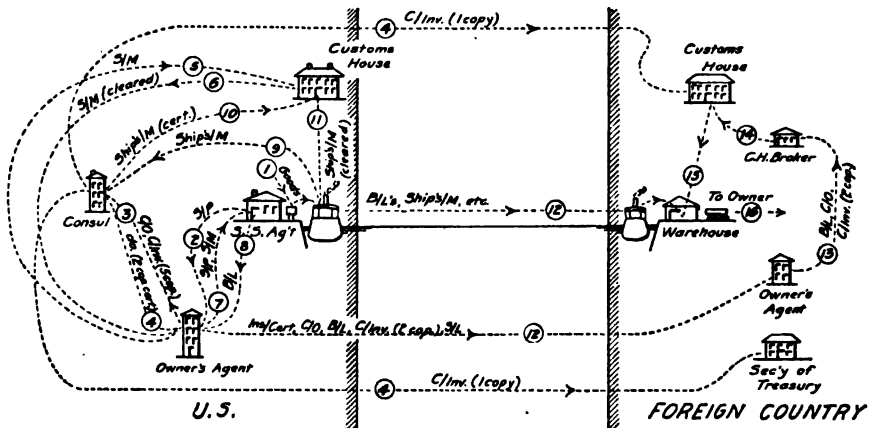 4 C/Inv. (1 copy)
Customs
House
Customs
House
S/M 5
S/M (cleared) 6
Ship's/M (cert.) 10
Ship's/M 9
11 Ship's/M
(cleared)
1 Goods
14
C.H. Broker
15
Consul
3 C/O C/Inv. (5 cop.)
S/P
2
S/P S/M
7
8
B/L
S.S. Ag't
B/L's, Ship's/M, etc. 12
Warehouse
To Owner
16
B/L, C/O,
C/Inv. (2 cop.)
13
4
Ins/Cert., C/O, B/L, C/Inv. (2 cop.), S/L 12
Owner's Agent
Owner's
Agent
4 C/Inv. (1 copy)
Sec'y of
Treasury
U.S.
FOREIGN COUNTRY